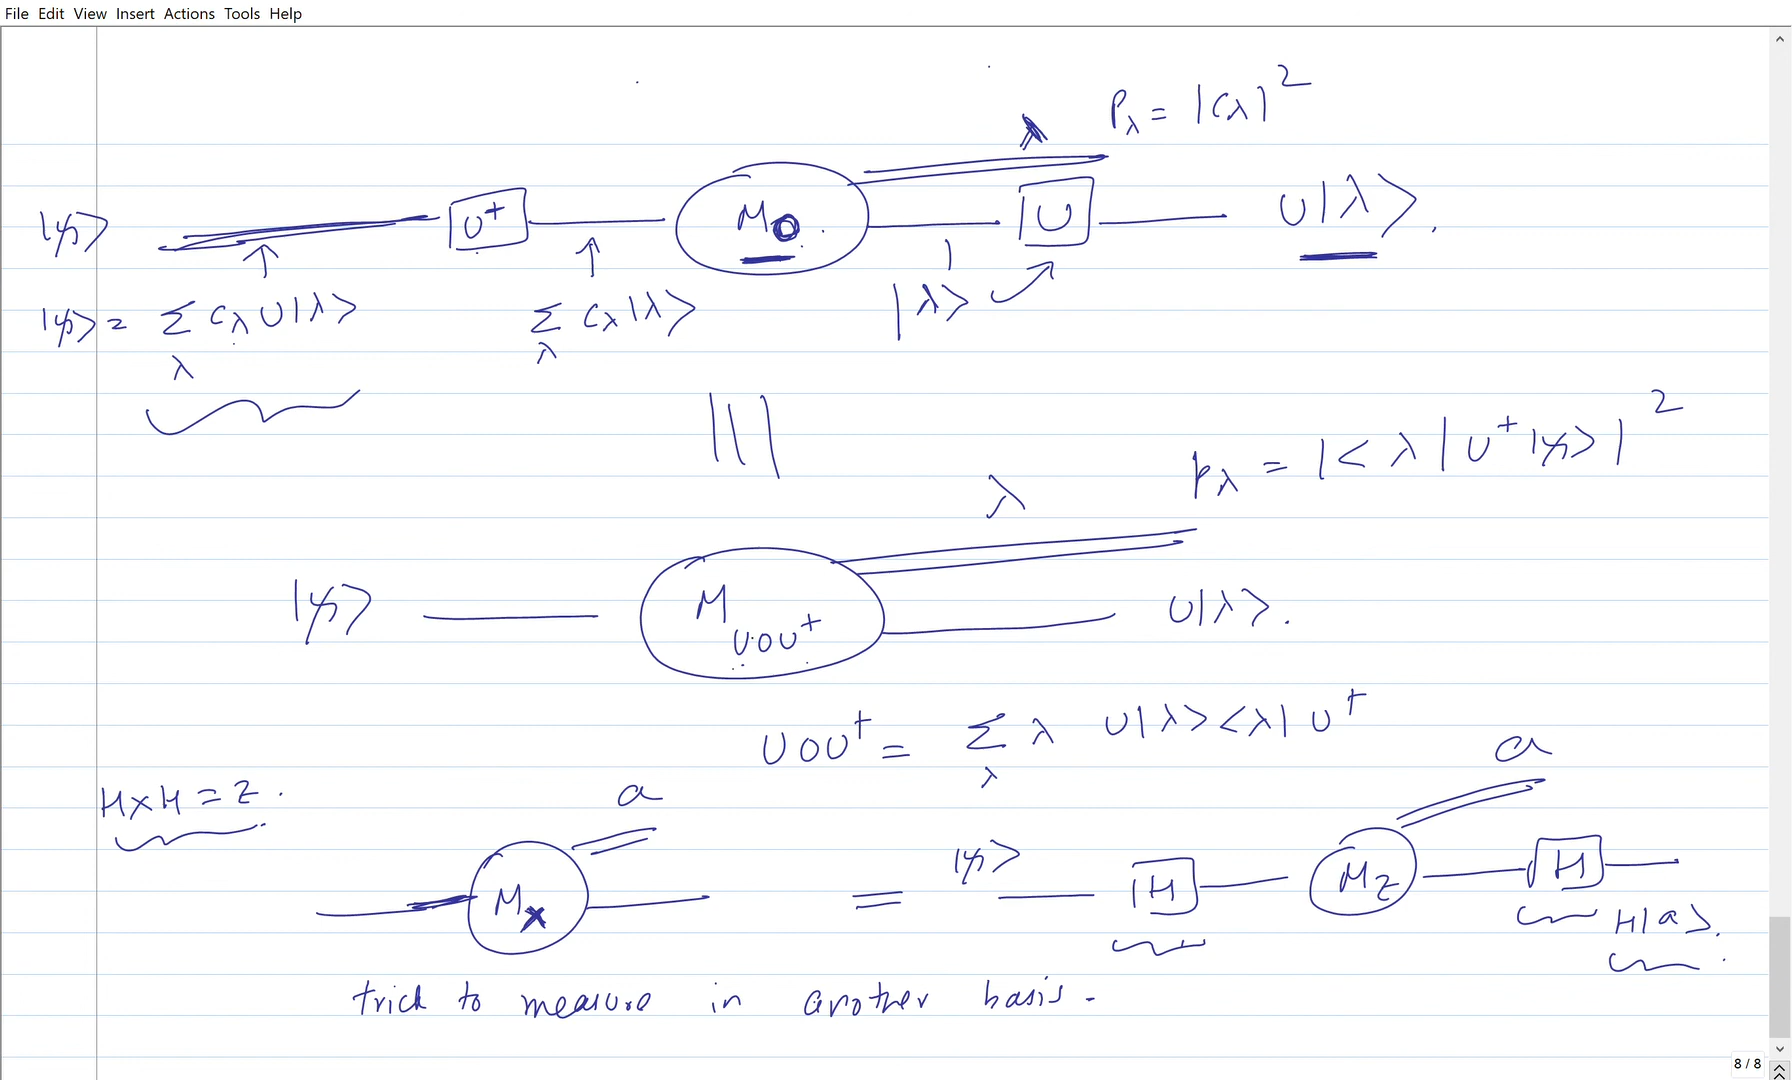 File Edit View Insert Actions Tools Help
λ P_λ = |c_λ|^2
|ψ> U^+ M_O U U|λ>.
|ψ> = Σ_λ c_λ U|λ> Σ_λ c_λ |λ> |λ>
|||
λ p_λ = |<λ| U^+ |ψ>|^2
|ψ> M_{UOU^+} U|λ>.
UOU^+ = Σ_λ λ U|λ><λ| U^+
HXH = Z. a a
M_X = |ψ> H M_Z H H|a>.
trick to measure in another basis.
8 / 8